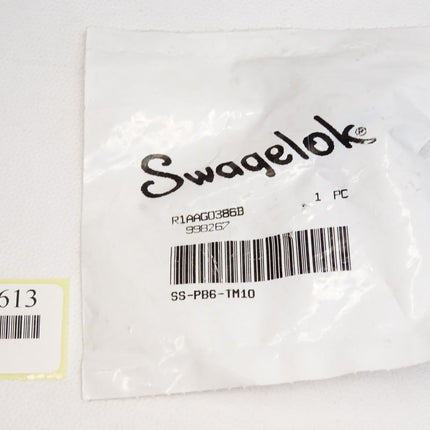 Swagelok®
R1AAG0386B
1 PC
998267
SS-PB6-TM10
613